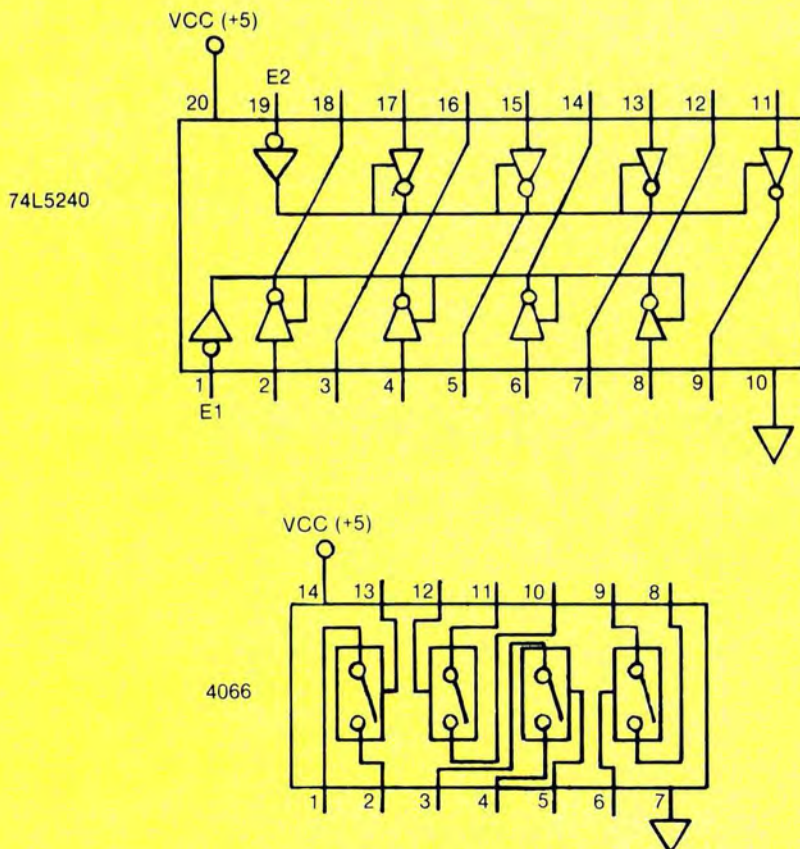 VCC (+5)
E2
20 19 18 17 16 15 14 13 12 11
74L5240
1 2 3 4 5 6 7 8 9 10
E1
VCC (+5)
14 13 12 11 10 9 8
4066
1 2 3 4 5 6 7